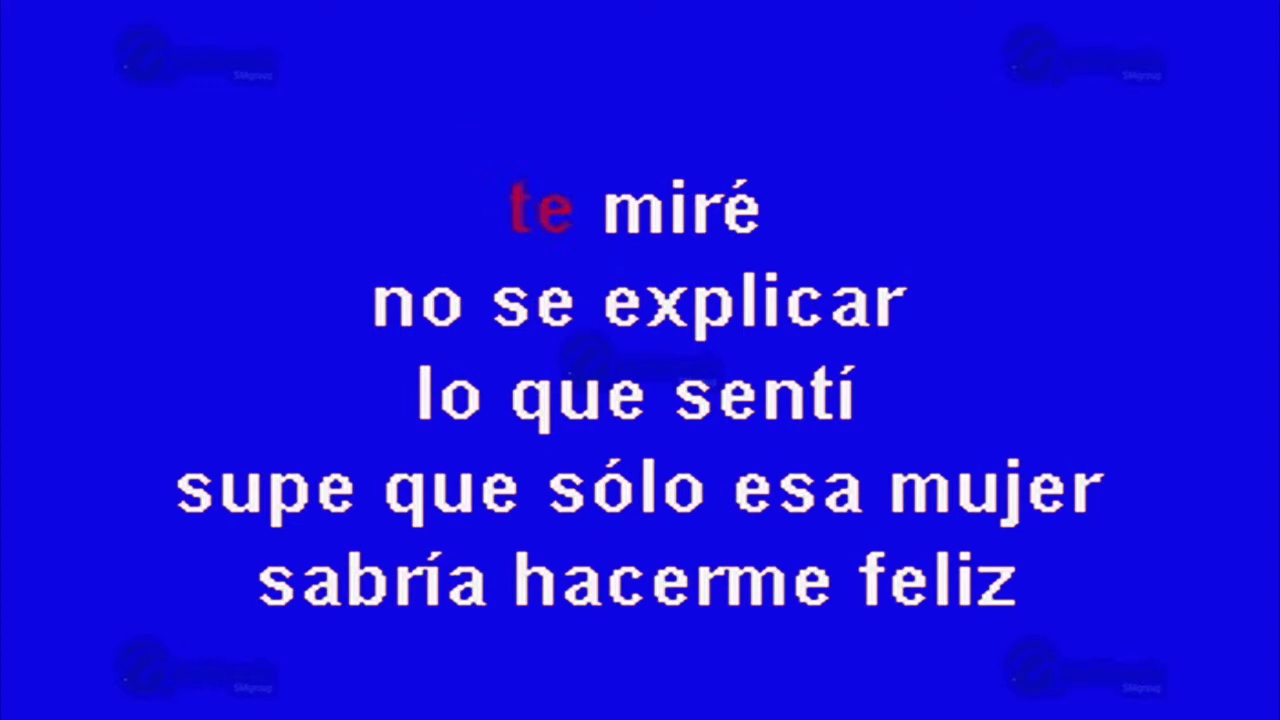 te miré
no se explicar
lo que sentí
supe que sólo esa mujer
sabría hacerme feliz